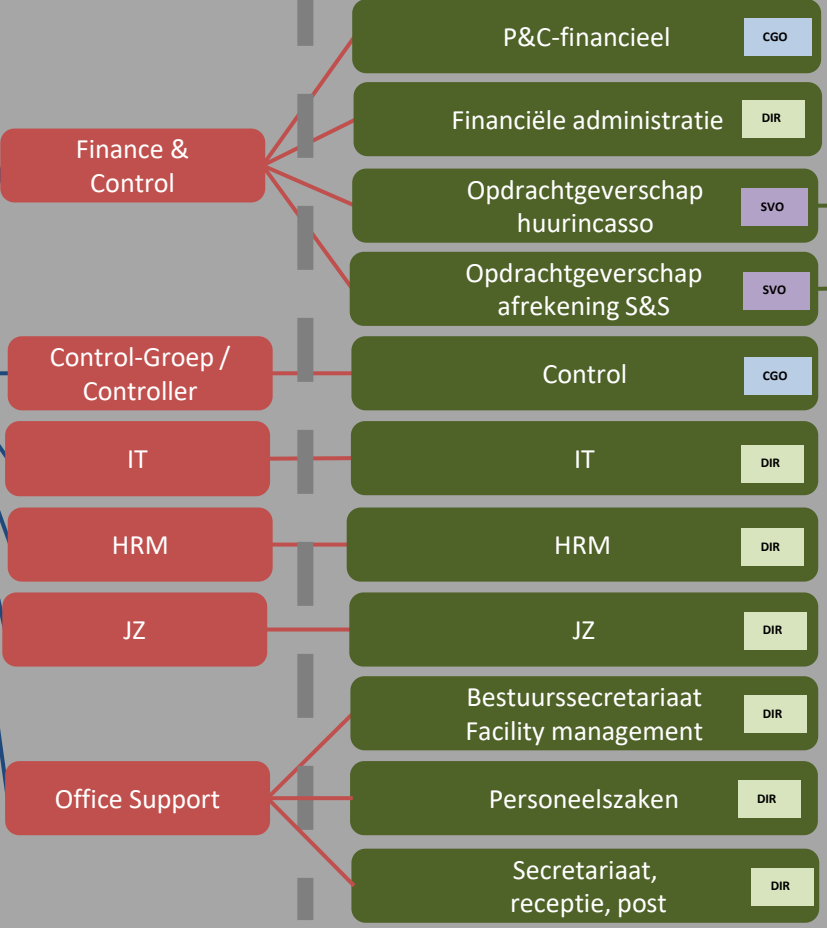 P&C-financieel
CGO
Financiële administratie
DIR
Finance &
Control
Opdrachtgeverschap
huurincasso
SVO
Opdrachtgeverschap
afrekening S&S
SVO
Control-Groep /
Controller
Control
CGO
IT
IT
DIR
HRM
HRM
DIR
JZ
JZ
DIR
Bestuurssecretariaat
Facility management
DIR
Office Support
Personeelszaken
DIR
Secretariaat,
receptie, post
DIR